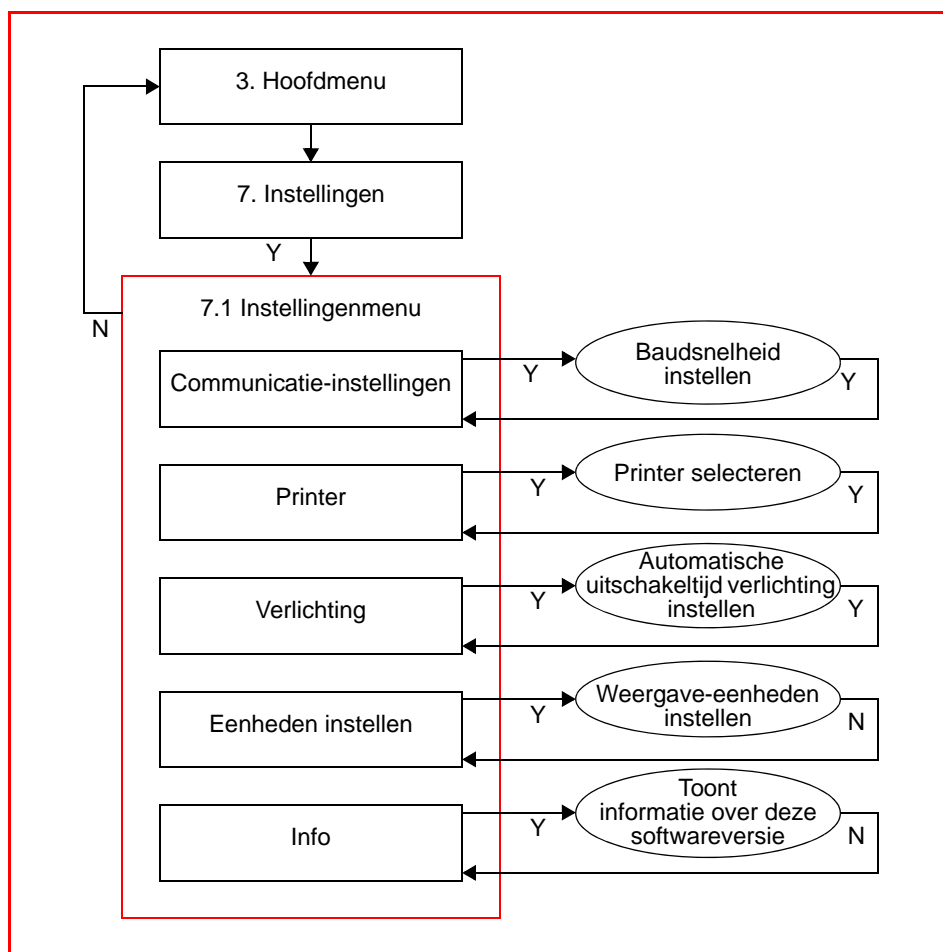 3. Hoofdmenu
7. Instellingen
Y
N
7.1 Instellingenmenu
Communicatie-instellingen
Y
Baudsnelheid
instellen
Y
Printer
Y
Printer selecteren
Y
Verlichting
Y
Automatische
uitschakeltijd verlichting
instellen
Y
Eenheden instellen
Y
Weergave-eenheden
instellen
N
Info
Y
Toont
informatie over deze
softwareversie
N